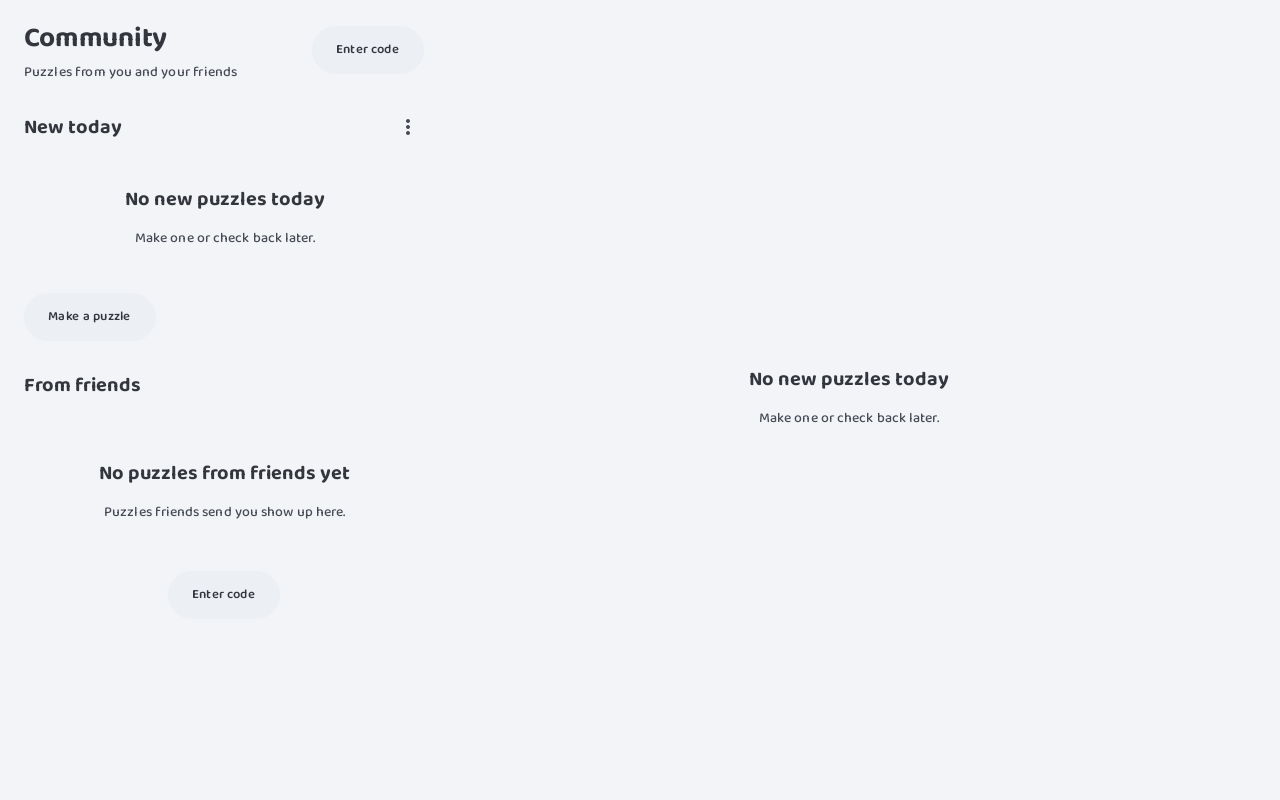 Community
Puzzles from you and your friends
Enter code
New today
No new puzzles today
Make one or check back later.
Make a puzzle
From friends
No puzzles from friends yet
Puzzles friends send you show up here.
Enter code
No new puzzles today
Make one or check back later.